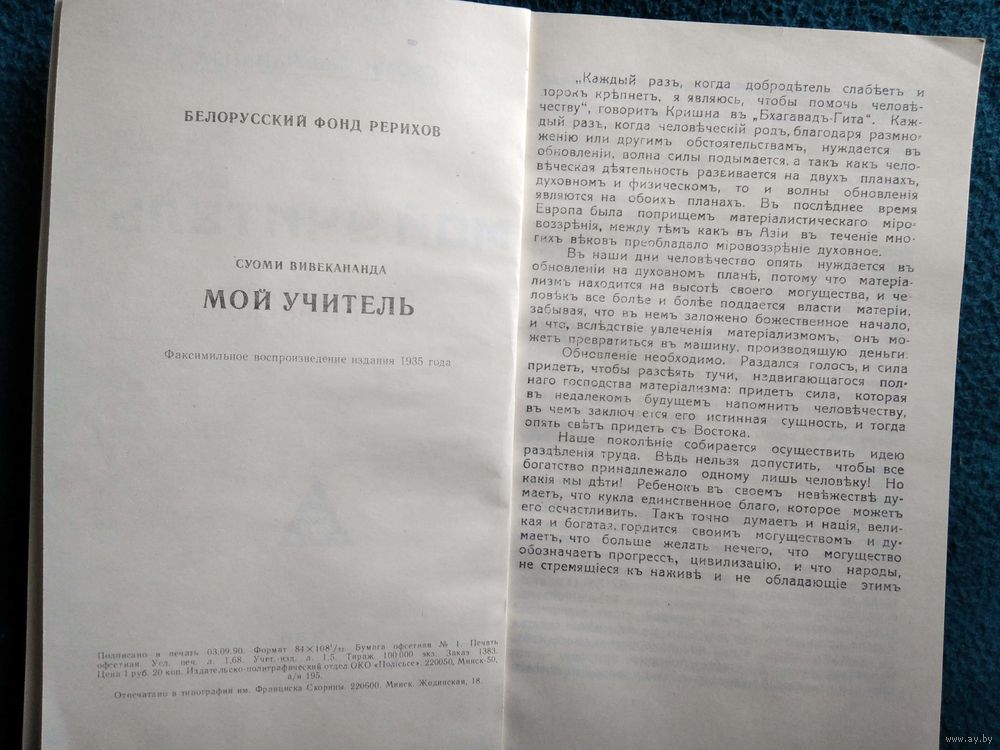 БЕЛОРУССКИЙ ФОНД РЕРИХОВ
СУОМИ ВИВЕКАНАНДА
МОЙ УЧИТЕЛЬ
Факсимильное воспроизведение издания 1935 года
Подписано в печать 03.09.90. Формат 84×108¹/₃₂. Бумага офсетная № 1. Печать
офсетная. Усл. печ. л. 1,68. Учет.-изд. л. 1,5. Тираж 100 000 экз. Заказ 1383.
Цена 1 руб. 20 коп. Издательско-полиграфический отдел ОКО «Полісьсе». 220050, Минск-50,
а/я 195.
Отпечатано в типографии им. Франциска Скорины. 220600. Минск. Жодинская, 18.
„Каждый разъ, когда добродѣтель слабѣетъ и
порокъ крѣпнетъ, я являюсь, чтобы помочь человѣ-
честву“, говоритъ Кришна въ „Бхагавадъ-Гита“. Каж-
дый разъ, когда человѣческій родъ, благодаря размно-
женію или другимъ обстоятельствамъ, нуждается въ
обновленіи, волна силы подымается, а такъ какъ чело-
вѣческая дѣятельность развивается на двухъ планахъ,
духовномъ и физическомъ, то и волны обновленія
являются на обоихъ планахъ. Въ послѣднее время
Европа была поприщемъ матеріалистическаго міро-
воззрѣнія, между тѣмъ какъ въ Азіи въ теченіе мно-
гихъ вѣковъ преобладало міровоззрѣніе духовное.
Въ наши дни человѣчество опять нуждается въ
обновленіи на духовномъ планѣ, потому что матеріа-
лизмъ находится на высотѣ своего могущества, и че-
ловѣкъ все болѣе и болѣе поддается власти матеріи,
забывая, что въ немъ заложено божественное начало,
и что, вслѣдствіе увлеченія матеріализмомъ, онъ мо-
жетъ превратиться въ машину, производящую деньги.
Обновленіе необходимо. Раздался голосъ, и сила
придетъ, чтобы разсѣять тучи, надвигающагося пол-
наго господства матеріализма: придетъ сила, которая
въ недалекомъ будущемъ напомнитъ человѣчеству,
въ чемъ заключ ется его истинная сущность, и тогда
опять свѣтъ придетъ съ Востока.
Наше поколѣніе собирается осуществить идею
раздѣленія труда. Вѣдь нельзя допустить, чтобы все
богатство принадлежало одному лишь человѣку! Но
какія мы дѣти! Ребенокъ въ своемъ невѣжествѣ ду-
маетъ, что кукла единственное благо, которое можетъ
его осчастливить. Такъ точно думаетъ и нація, вели-
кая и богатая, гордится своимъ могуществомъ и ду-
маетъ, что больше желать нечего, что могущество
обозначаетъ прогрессъ, цивилизацію, и что народы,
не стремящіеся къ наживѣ и не обладающіе этимъ
www.ay.by